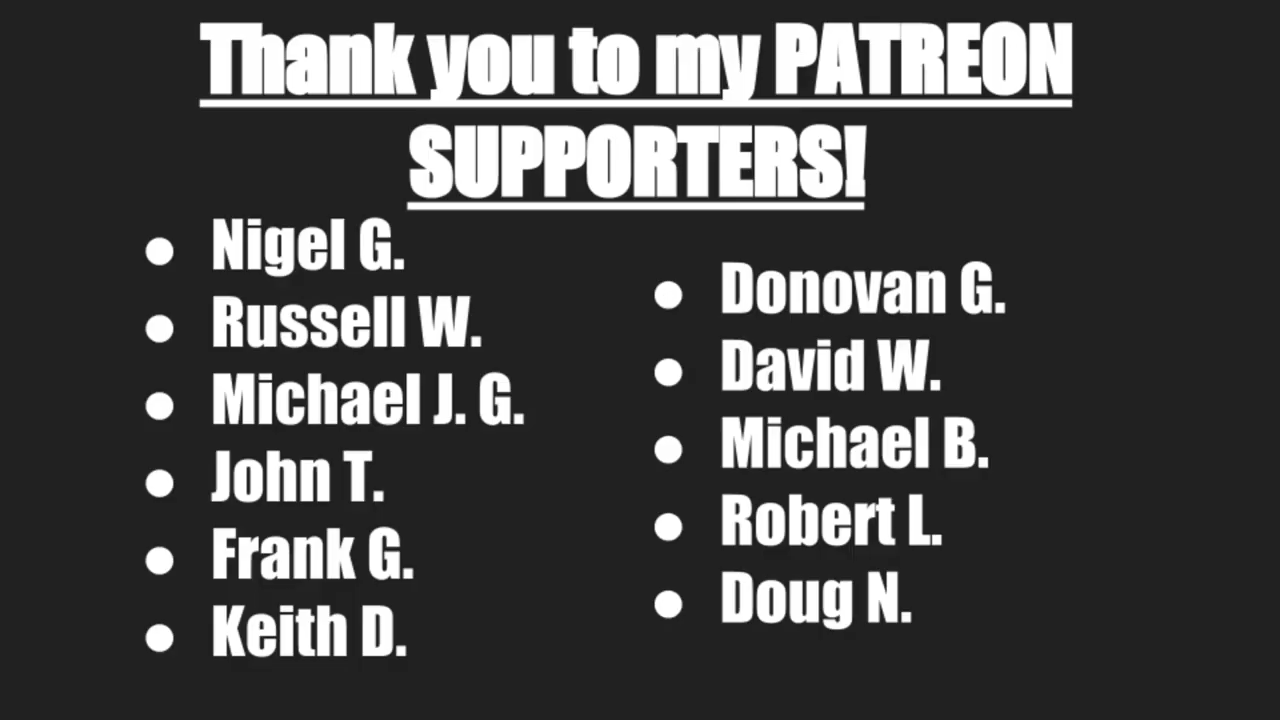 Thank you to my PATREON
SUPPORTERS!
● Nigel G.
● Russell W.
● Michael J. G.
● John T.
● Frank G.
● Keith D.
● Donovan G.
● David W.
● Michael B.
● Robert L.
● Doug N.